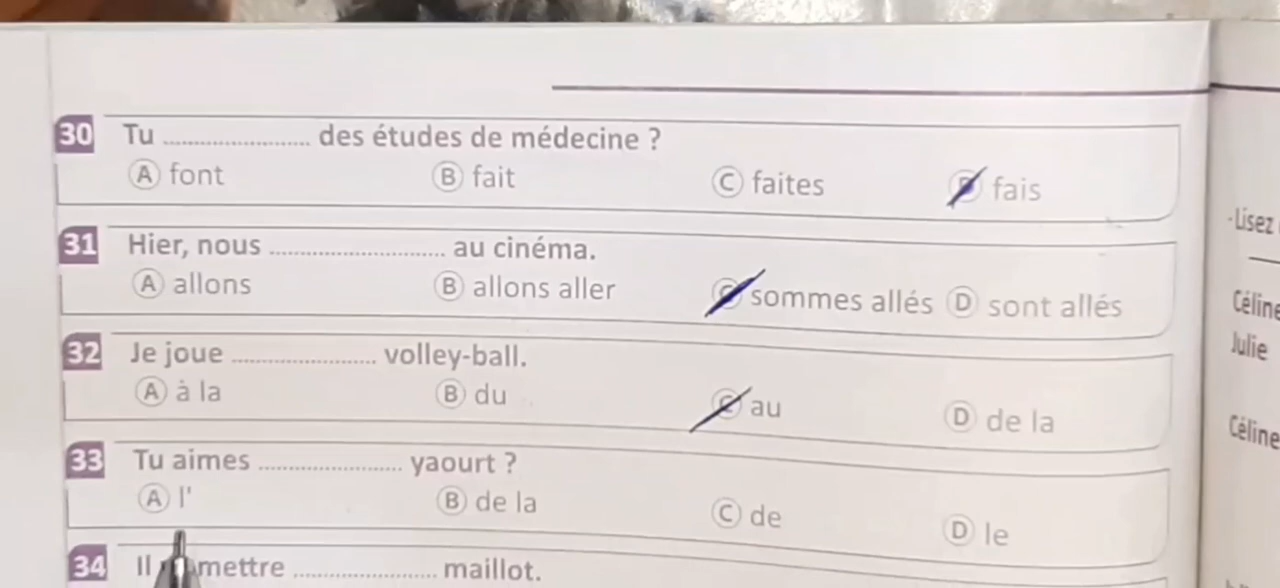 30 Tu ...................... des études de médecine ?
A font B fait C faites fais
31 Hier, nous .......................... au cinéma.
A allons B allons aller C sommes allés D sont allés
32 Je joue ...................... volley-ball.
A à la B du C au D de la
33 Tu aimes ...................... yaourt ?
A l' B de la C de D le
34 Il mettre ...................... maillot.
-Lisez
Céline
Julie
Céline